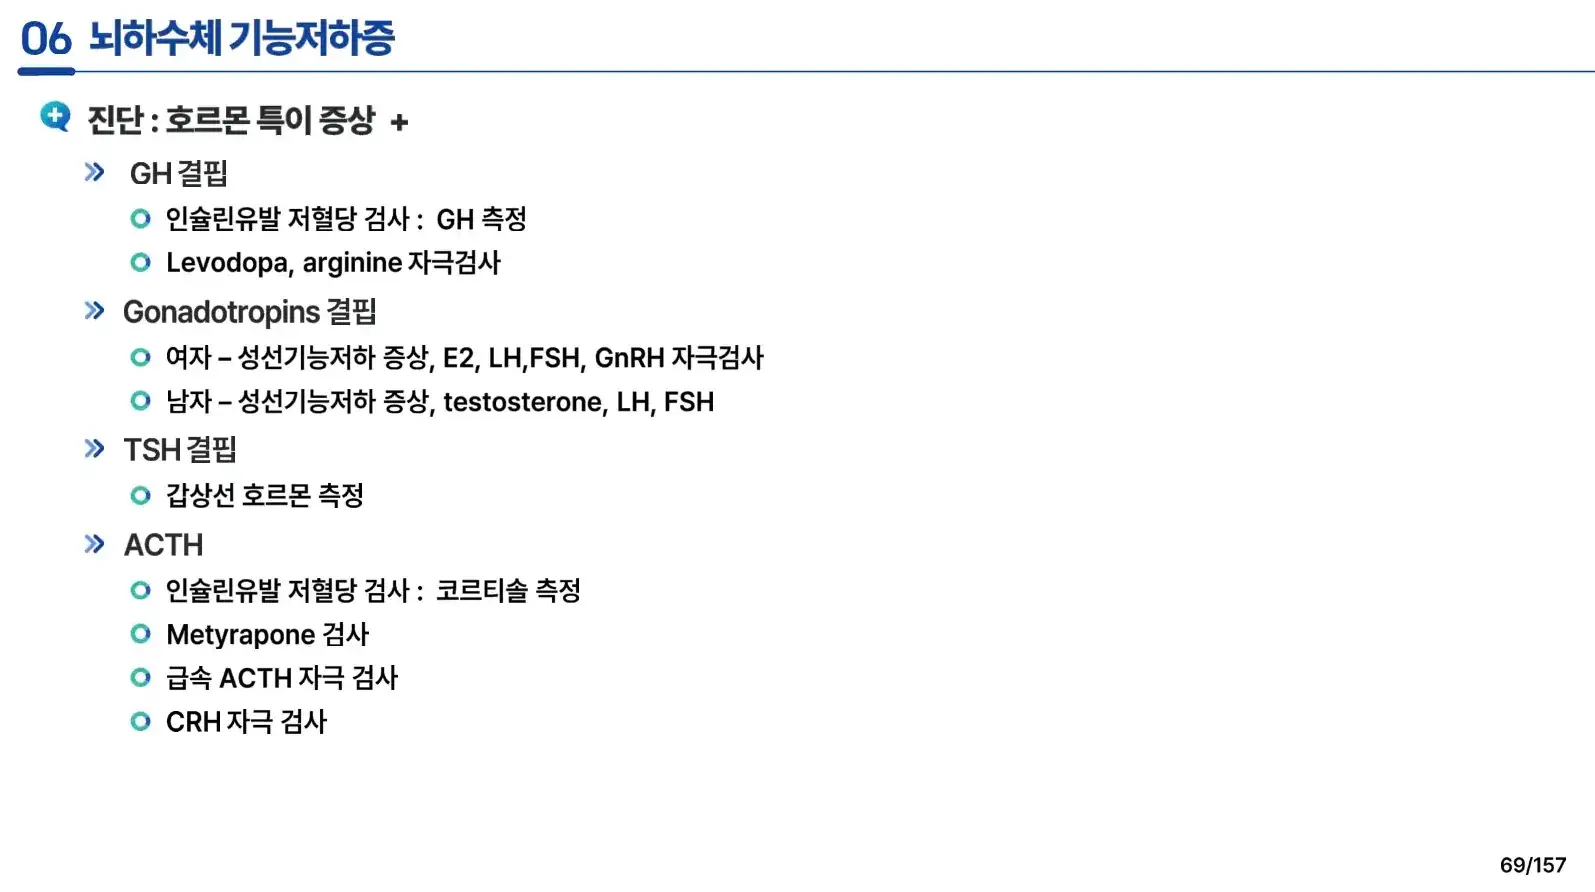 06 뇌하수체 기능저하증
진단 : 호르몬 특이 증상 +
GH 결핍
인슐린유발 저혈당 검사 : GH 측정
Levodopa, arginine 자극검사
Gonadotropins 결핍
여자 – 성선기능저하 증상, E2, LH,FSH, GnRH 자극검사
남자 – 성선기능저하 증상, testosterone, LH, FSH
TSH 결핍
갑상선 호르몬 측정
ACTH
인슐린유발 저혈당 검사 : 코르티솔 측정
Metyrapone 검사
급속 ACTH 자극 검사
CRH 자극 검사
69/157